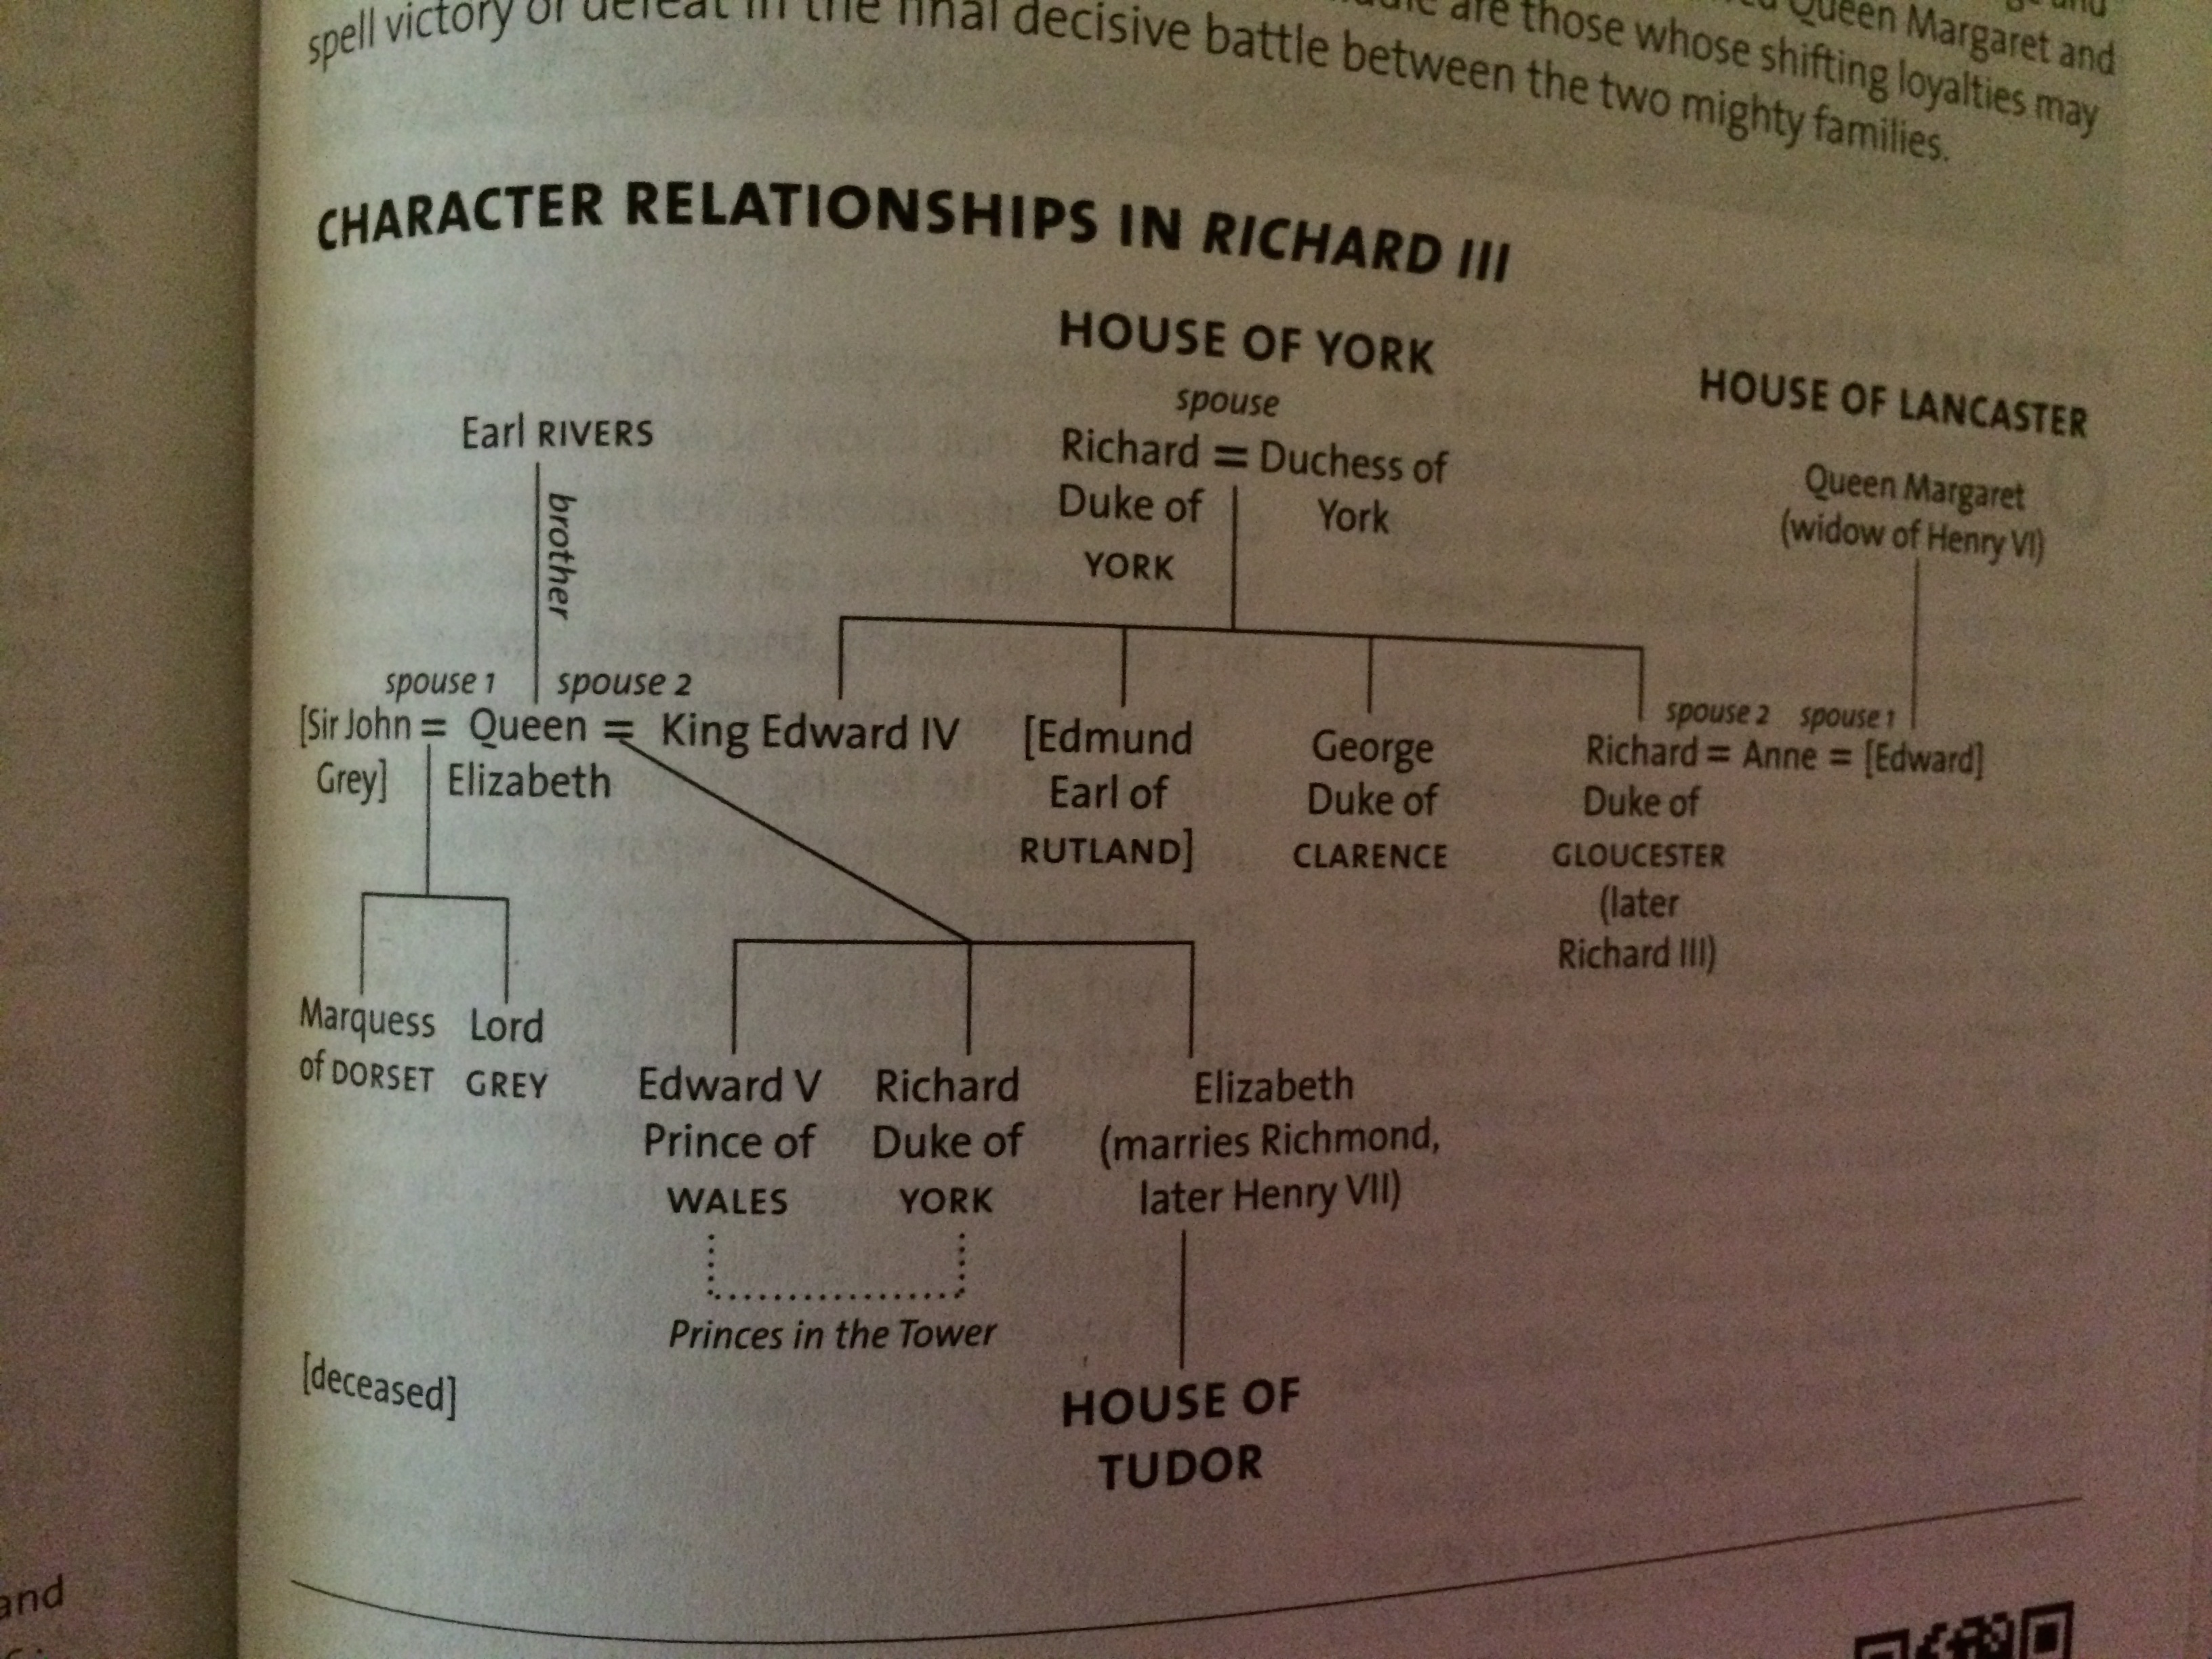 Queen Margaret and
are those whose shifting loyalties may
spell victory or defeat in the final decisive battle between the two mighty families.
CHARACTER RELATIONSHIPS IN RICHARD III
HOUSE OF YORK
HOUSE OF LANCASTER
spouse
Earl RIVERS
Richard = Duchess of
Duke of York
YORK
Queen Margaret
(widow of Henry VI)
brother
spouse 1 spouse 2
spouse 2 spouse 1
[Sir John = Queen = King Edward IV
Grey] Elizabeth
[Edmund
Earl of
RUTLAND]
George
Duke of
CLARENCE
Richard = Anne = [Edward]
Duke of
GLOUCESTER
(later
Richard III)
Marquess
of DORSET
Lord
GREY
Edward V
Prince of
WALES
Richard
Duke of
YORK
Elizabeth
(marries Richmond,
later Henry VII)
Princes in the Tower
[deceased]
HOUSE OF
TUDOR
and